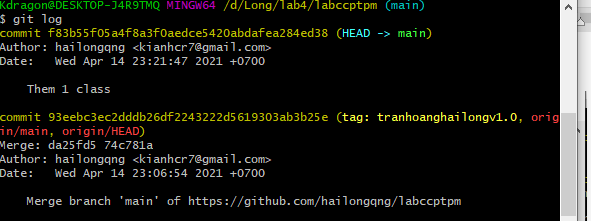 Kdragon@DESKTOP-J4R9TMQ MINGW64 /d/Long/lab4/labccptpm (main)
$ git log
commit f83b55f05a4f8a3f0aedce5420abdafea284ed38 (HEAD -> main)
Author: hailongqng <kianhcr7@gmail.com>
Date:   Wed Apr 14 23:21:47 2021 +0700
    Them 1 class
commit 93eebc3ec2dddb26df2243222d5619303ab3b25e (tag: tranhoanghailongv1.0, orig
in/main, origin/HEAD)
Merge: da25fd5 74c781a
Author: hailongqng <kianhcr7@gmail.com>
Date:   Wed Apr 14 23:06:54 2021 +0700
    Merge branch 'main' of https://github.com/hailongqng/labccptpm